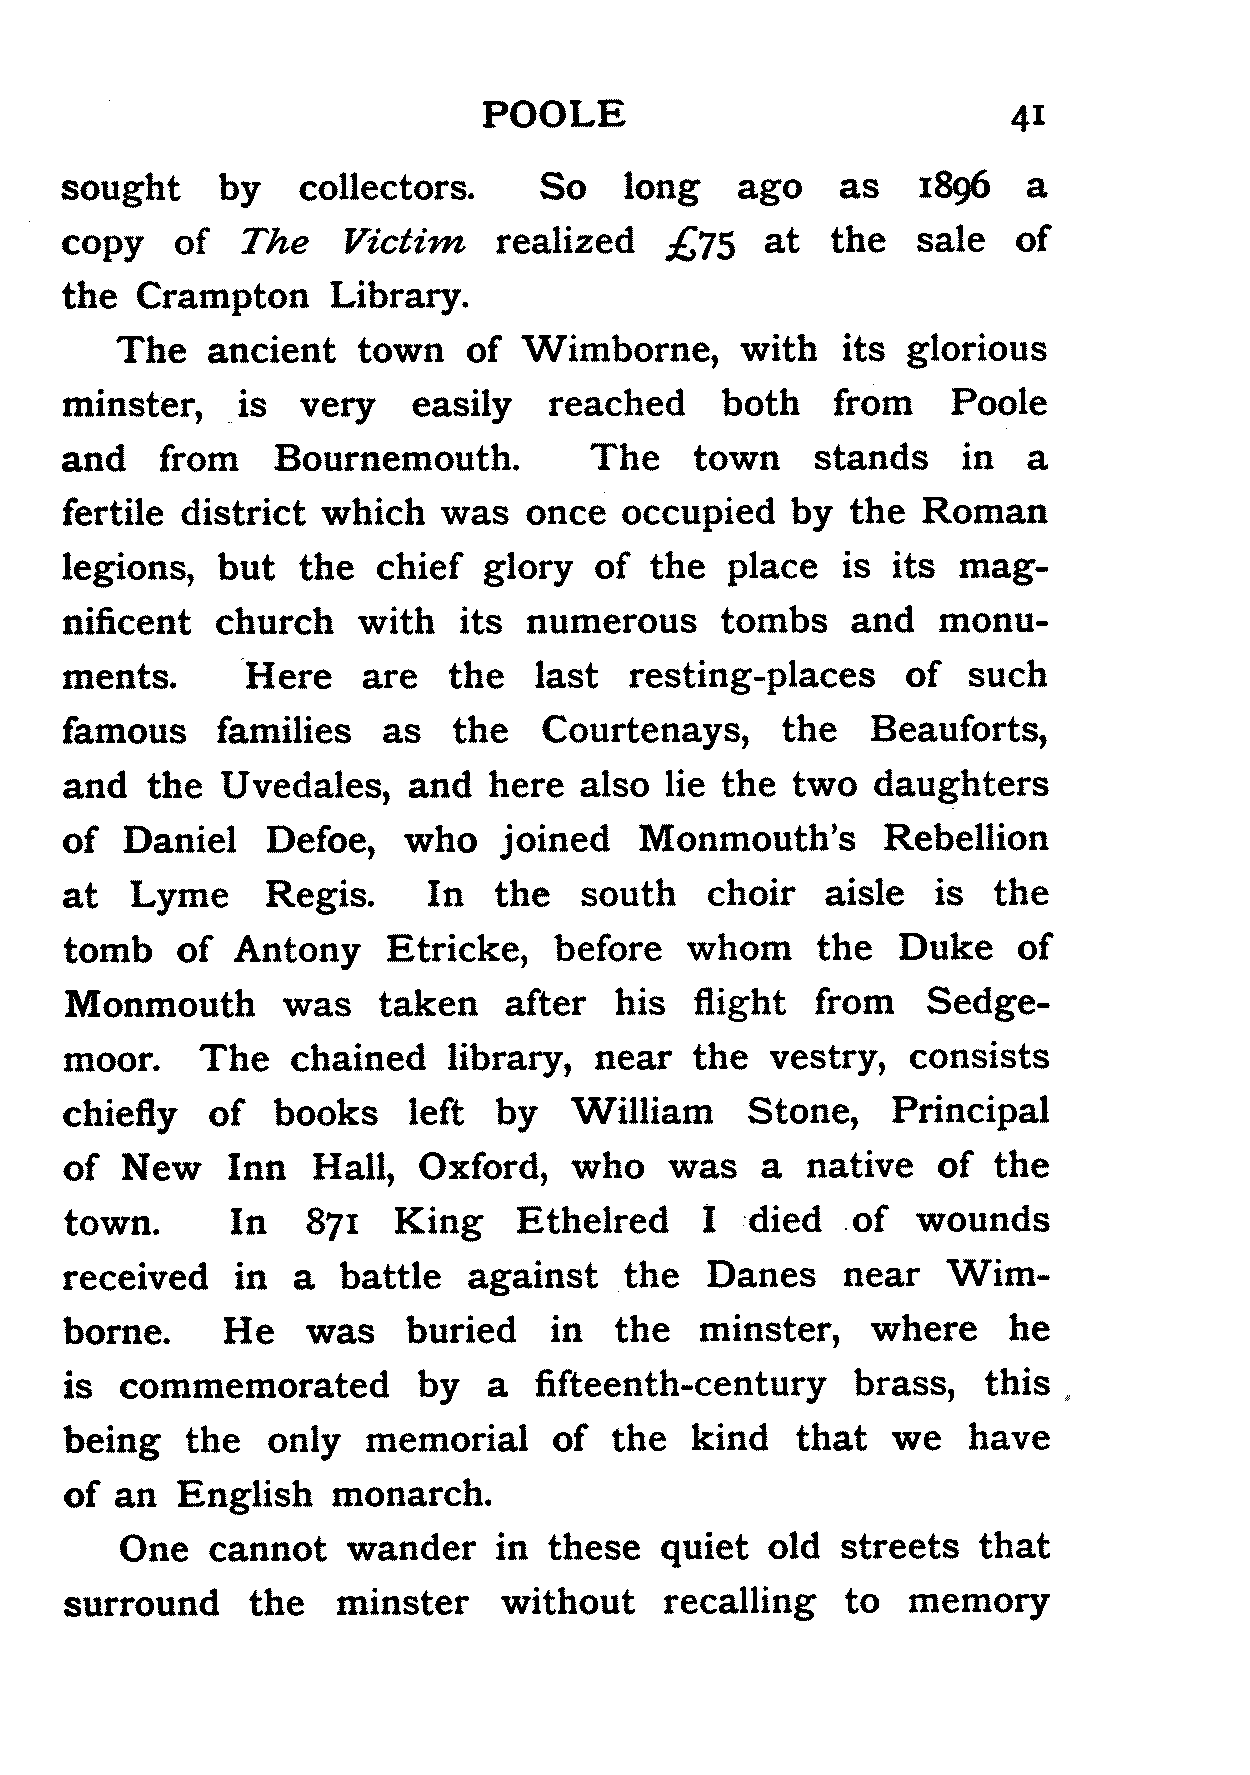 POOLE 41
sought by collectors. So long ago as 1896 a
copy of The Victim realized £75 at the sale of
the Crampton Library.
The ancient town of Wimborne, with its glorious
minster, is very easily reached both from Poole
and from Bournemouth. The town stands in a
fertile district which was once occupied by the Roman
legions, but the chief glory of the place is its mag-
nificent church with its numerous tombs and monu-
ments. Here are the last resting-places of such
famous families as the Courtenays, the Beauforts,
and the Uvedales, and here also lie the two daughters
of Daniel Defoe, who joined Monmouth's Rebellion
at Lyme Regis. In the south choir aisle is the
tomb of Antony Etricke, before whom the Duke of
Monmouth was taken after his flight from Sedge-
moor. The chained library, near the vestry, consists
chiefly of books left by William Stone, Principal
of New Inn Hall, Oxford, who was a native of the
town. In 871 King Ethelred I died of wounds
received in a battle against the Danes near Wim-
borne. He was buried in the minster, where he
is commemorated by a fifteenth-century brass, this
being the only memorial of the kind that we have
of an English monarch.
One cannot wander in these quiet old streets that
surround the minster without recalling to memory